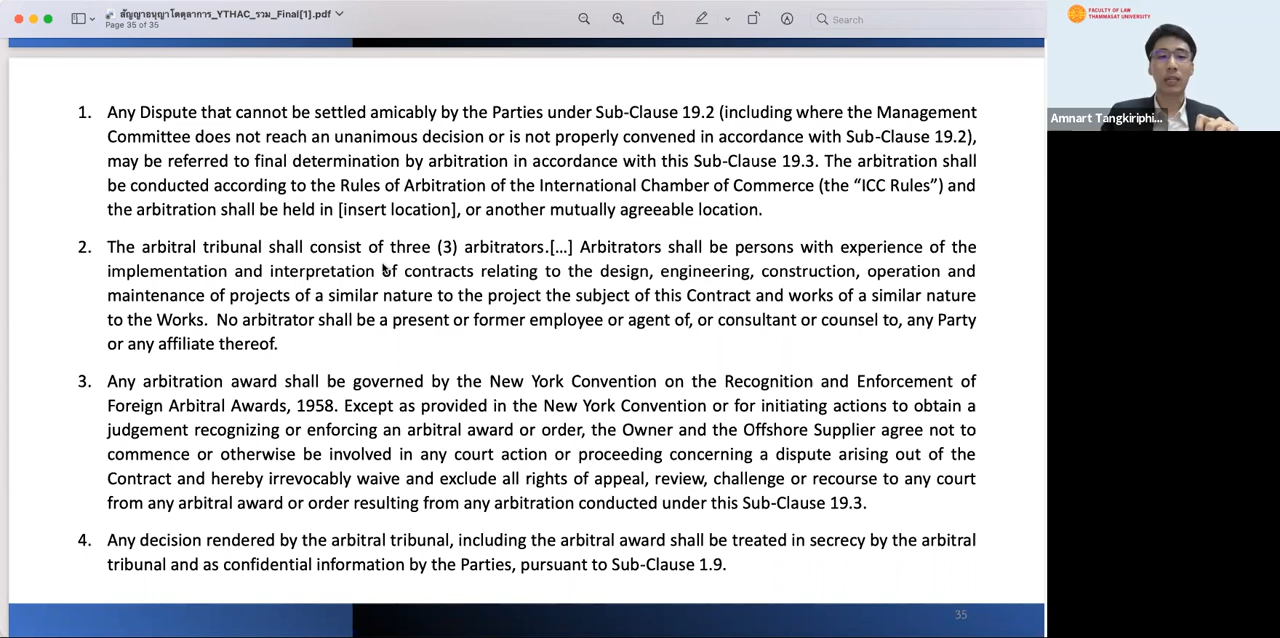 สัญญาอนุญาโตตุลาการ_YTHAC_รวม_Final[1].pdf
Page 35 of 35
Search
FACULTY OF LAW
THAMMASAT UNIVERSITY
Amnart Tangkiriphi...
1. Any Dispute that cannot be settled amicably by the Parties under Sub-Clause 19.2 (including where the Management
Committee does not reach an unanimous decision or is not properly convened in accordance with Sub-Clause 19.2),
may be referred to final determination by arbitration in accordance with this Sub-Clause 19.3. The arbitration shall
be conducted according to the Rules of Arbitration of the International Chamber of Commerce (the “ICC Rules”) and
the arbitration shall be held in [insert location], or another mutually agreeable location.
2. The arbitral tribunal shall consist of three (3) arbitrators.[…] Arbitrators shall be persons with experience of the
implementation and interpretation of contracts relating to the design, engineering, construction, operation and
maintenance of projects of a similar nature to the project the subject of this Contract and works of a similar nature
to the Works. No arbitrator shall be a present or former employee or agent of, or consultant or counsel to, any Party
or any affiliate thereof.
3. Any arbitration award shall be governed by the New York Convention on the Recognition and Enforcement of
Foreign Arbitral Awards, 1958. Except as provided in the New York Convention or for initiating actions to obtain a
judgement recognizing or enforcing an arbitral award or order, the Owner and the Offshore Supplier agree not to
commence or otherwise be involved in any court action or proceeding concerning a dispute arising out of the
Contract and hereby irrevocably waive and exclude all rights of appeal, review, challenge or recourse to any court
from any arbitral award or order resulting from any arbitration conducted under this Sub-Clause 19.3.
4. Any decision rendered by the arbitral tribunal, including the arbitral award shall be treated in secrecy by the arbitral
tribunal and as confidential information by the Parties, pursuant to Sub-Clause 1.9.
35